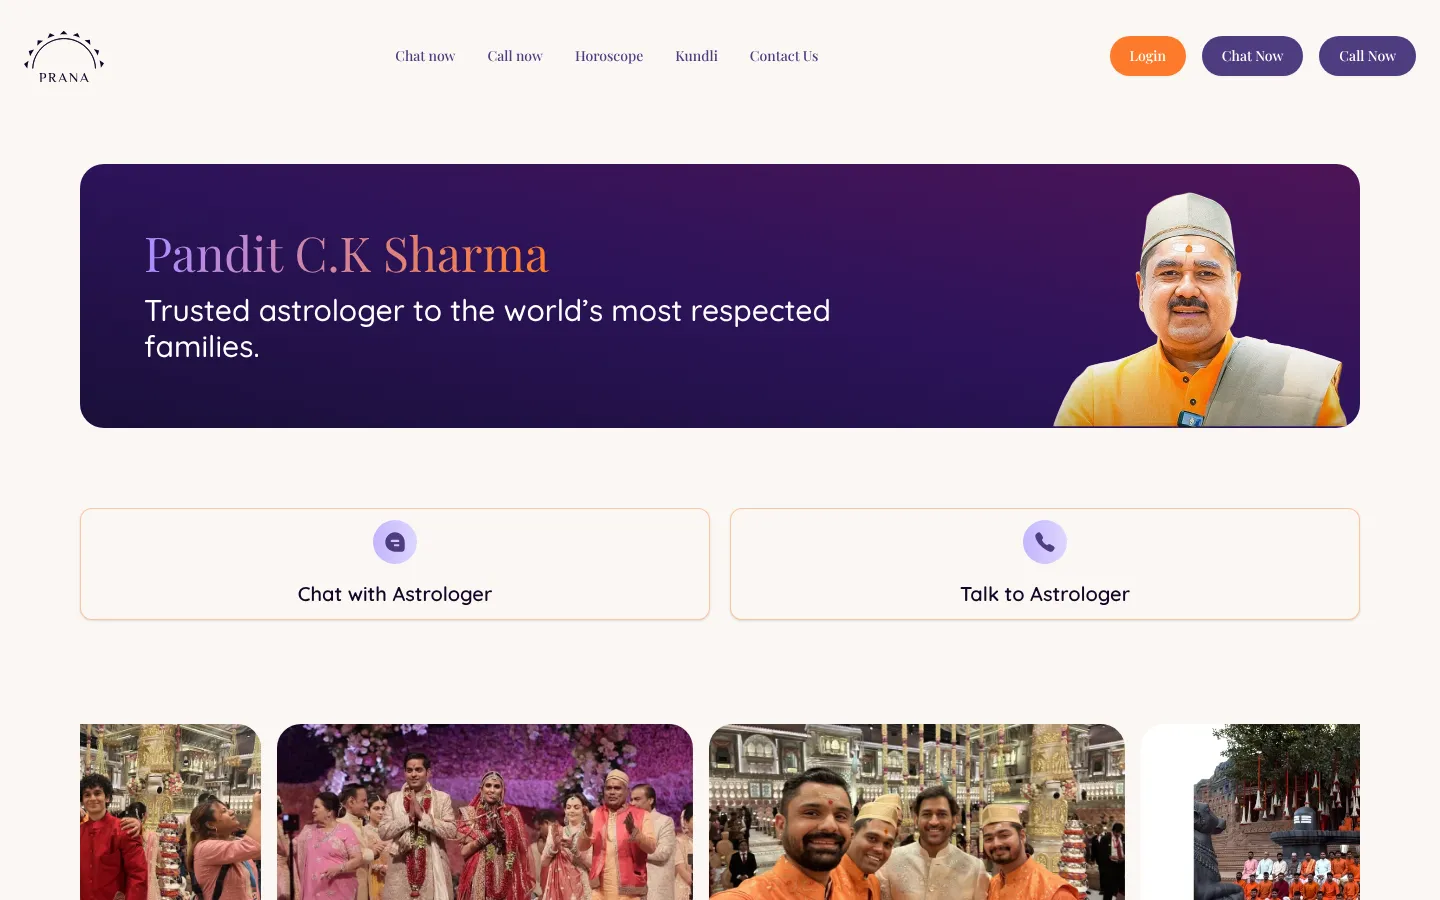 PRANA
Chat now
Call now
Horoscope
Kundli
Contact Us
Login
Chat Now
Call Now
Pandit C.K Sharma
Trusted astrologer to the world’s most respected
families.
Chat with Astrologer
Talk to Astrologer